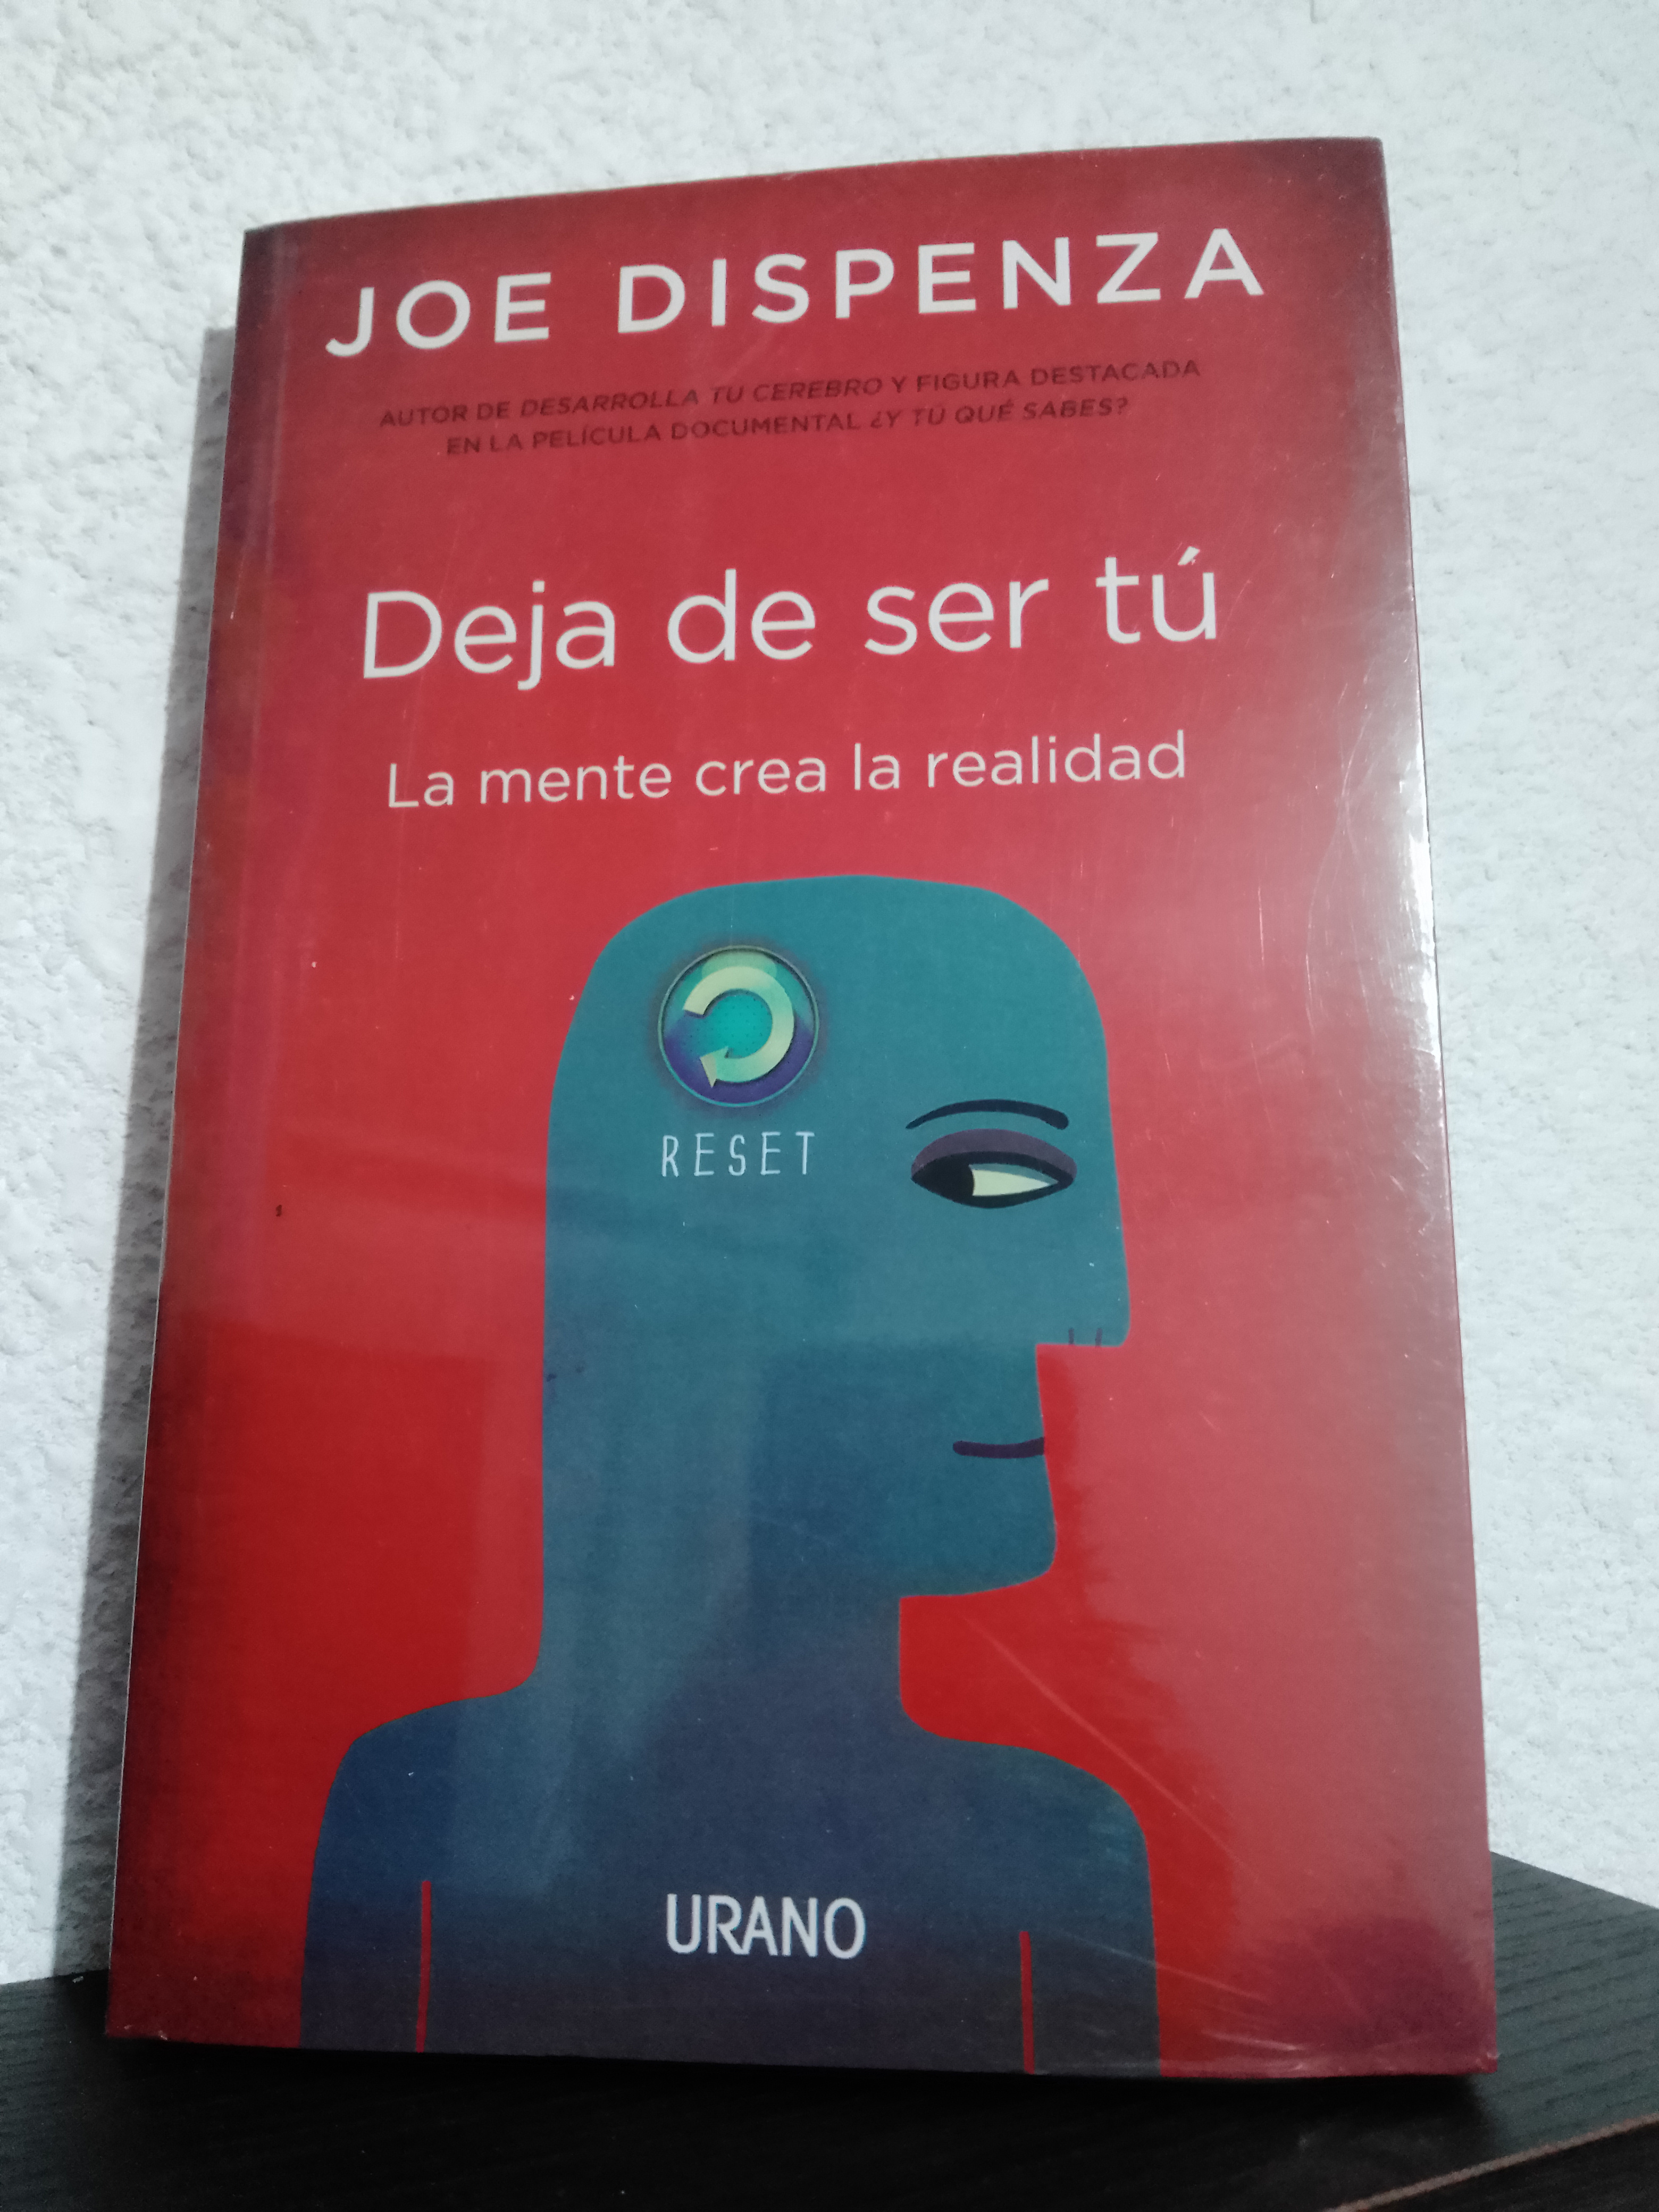 JOE DISPENZA
AUTOR DE DESARROLLA TU CEREBRO Y FIGURA DESTACADA
EN LA PELÍCULA DOCUMENTAL ¿Y TÚ QUÉ SABES?
Deja de ser tú
La mente crea la realidad
RESET
URANO